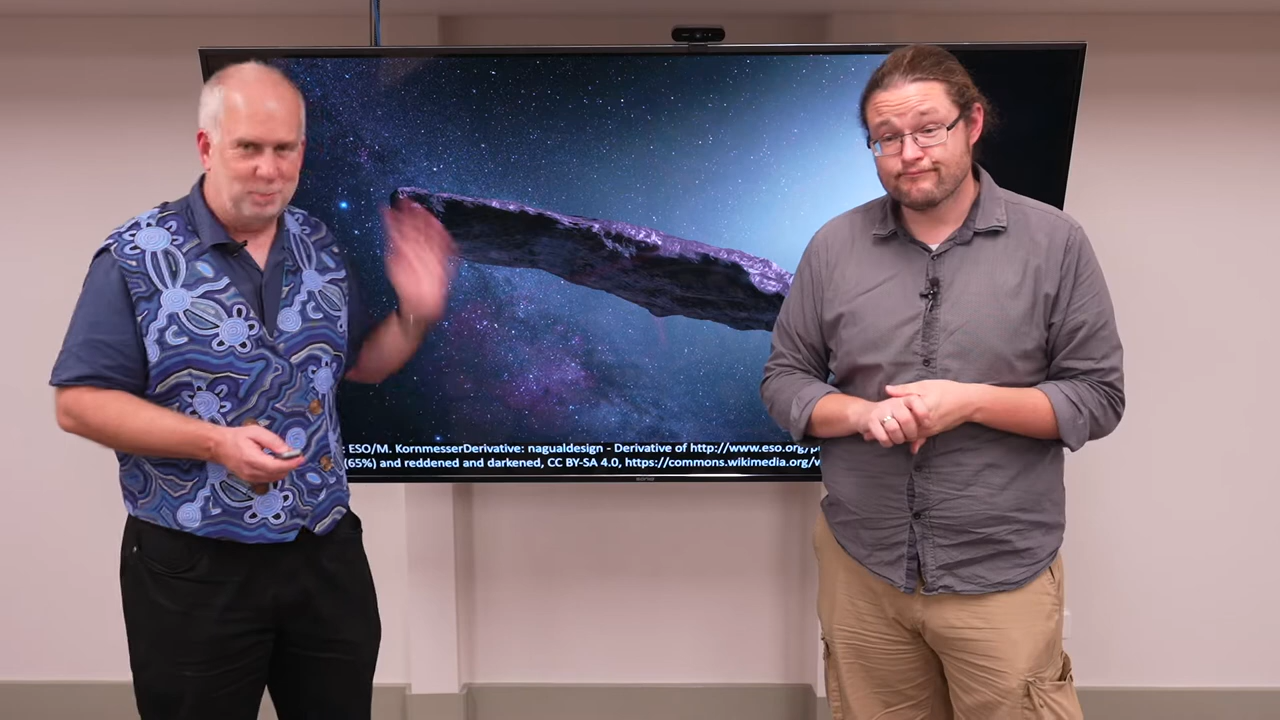 : ESO/M. KornmesserDerivative: nagualdesign - Derivative of http://www.eso.org/p
(65%) and reddened and darkened, CC BY-SA 4.0, https://commons.wikimedia.org/